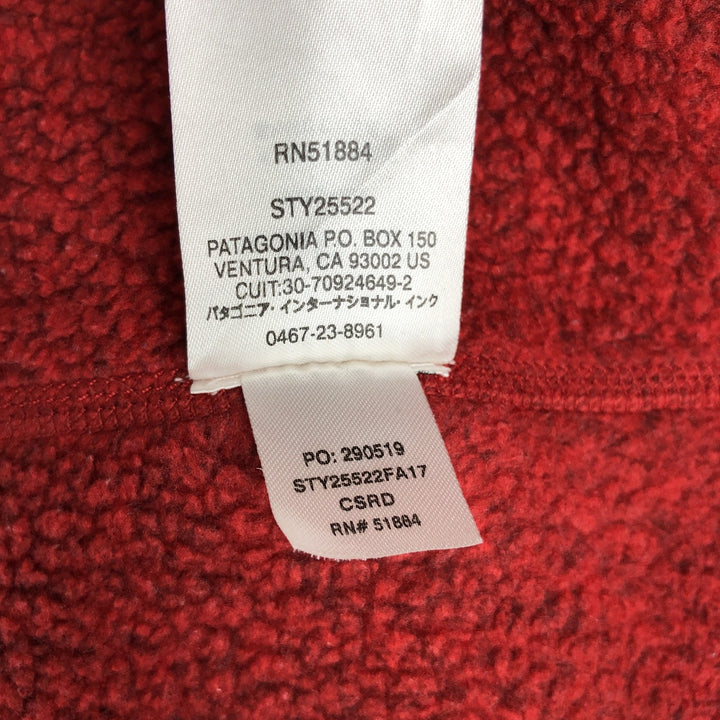 RN51884
STY25522
PATAGONIA P.O. BOX 150
VENTURA, CA 93002 US
CUIT:30-70924649-2
パタゴニア・インターナショナル・インク
0467-23-8961
PO: 290519
STY25522FA17
CSRD
RN# 51884